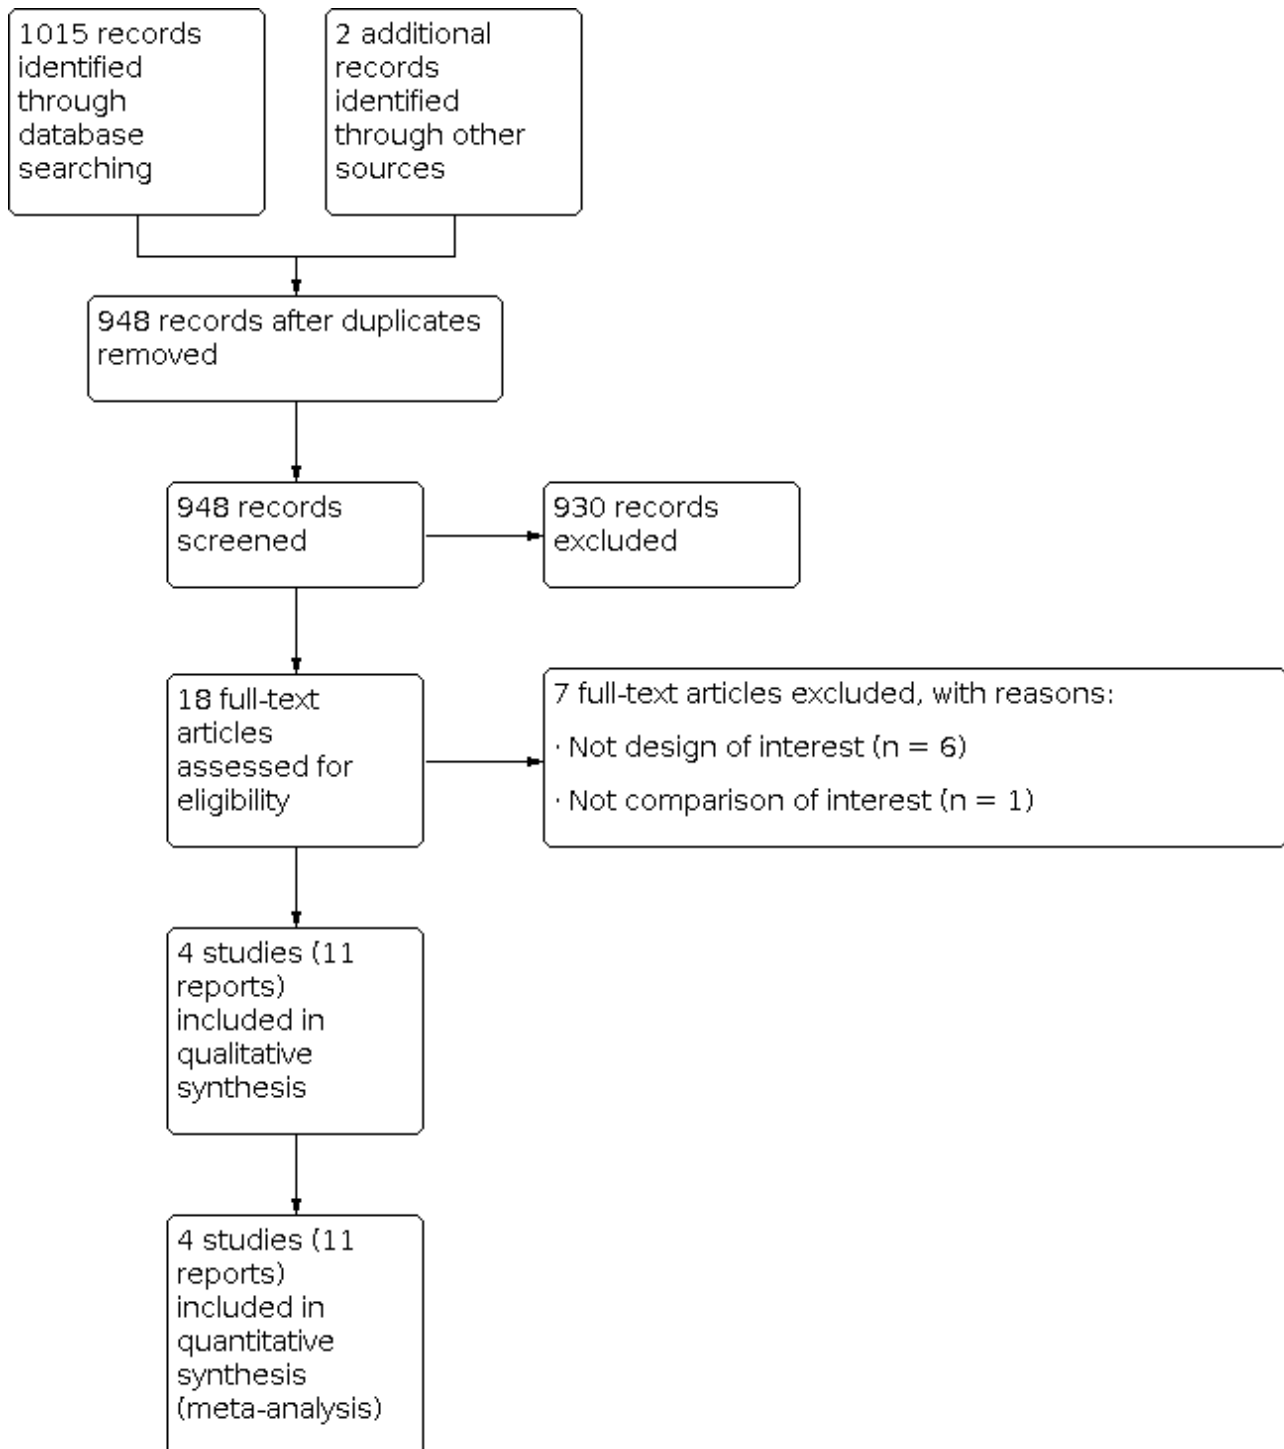 1015 records
identified
through
database
searching
2 additional
records
identified
through other
sources
948 records after duplicates
removed
948 records
screened
930 records
excluded
18 full-text
articles
assessed for
eligibility
7 full-text articles excluded, with reasons:
· Not design of interest (n = 6)
· Not comparison of interest (n = 1)
4 studies (11
reports)
included in
qualitative
synthesis
4 studies (11
reports)
included in
quantitative
synthesis
(meta-analysis)